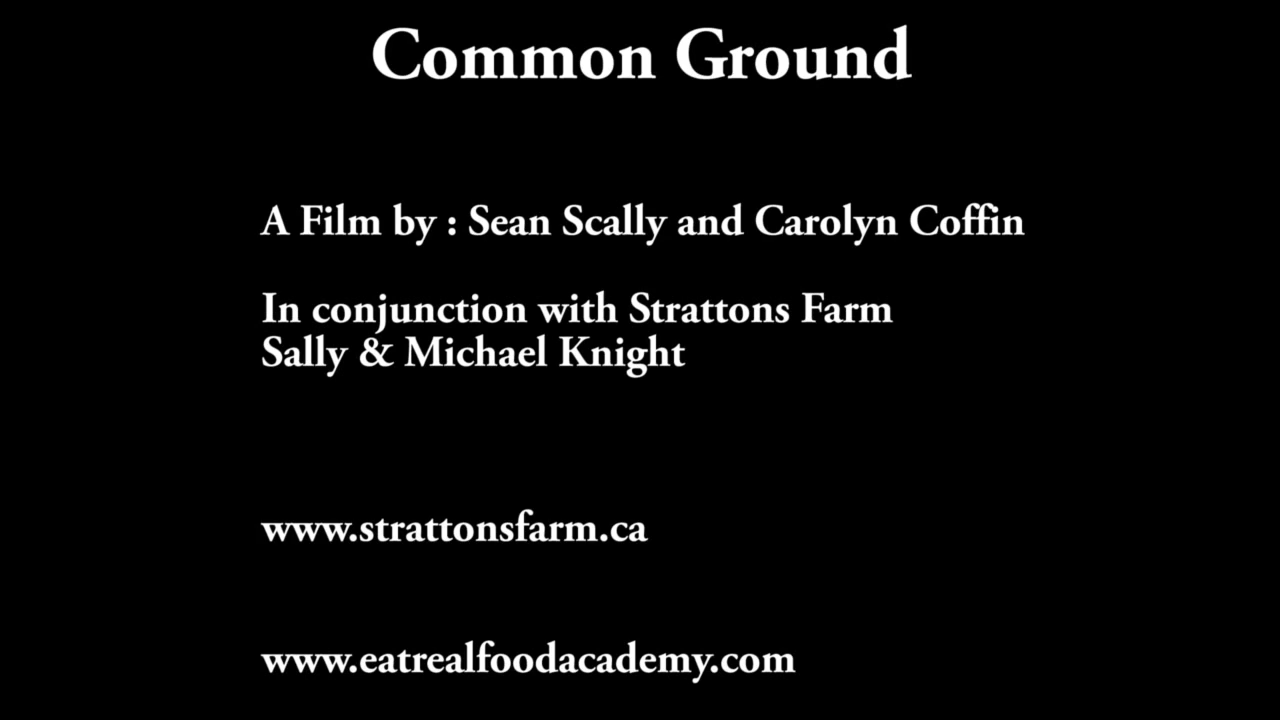 Common Ground
A Film by : Sean Scally and Carolyn Coffin
In conjunction with Strattons Farm
Sally & Michael Knight
www.strattonsfarm.ca
www.eatrealfoodacademy.com